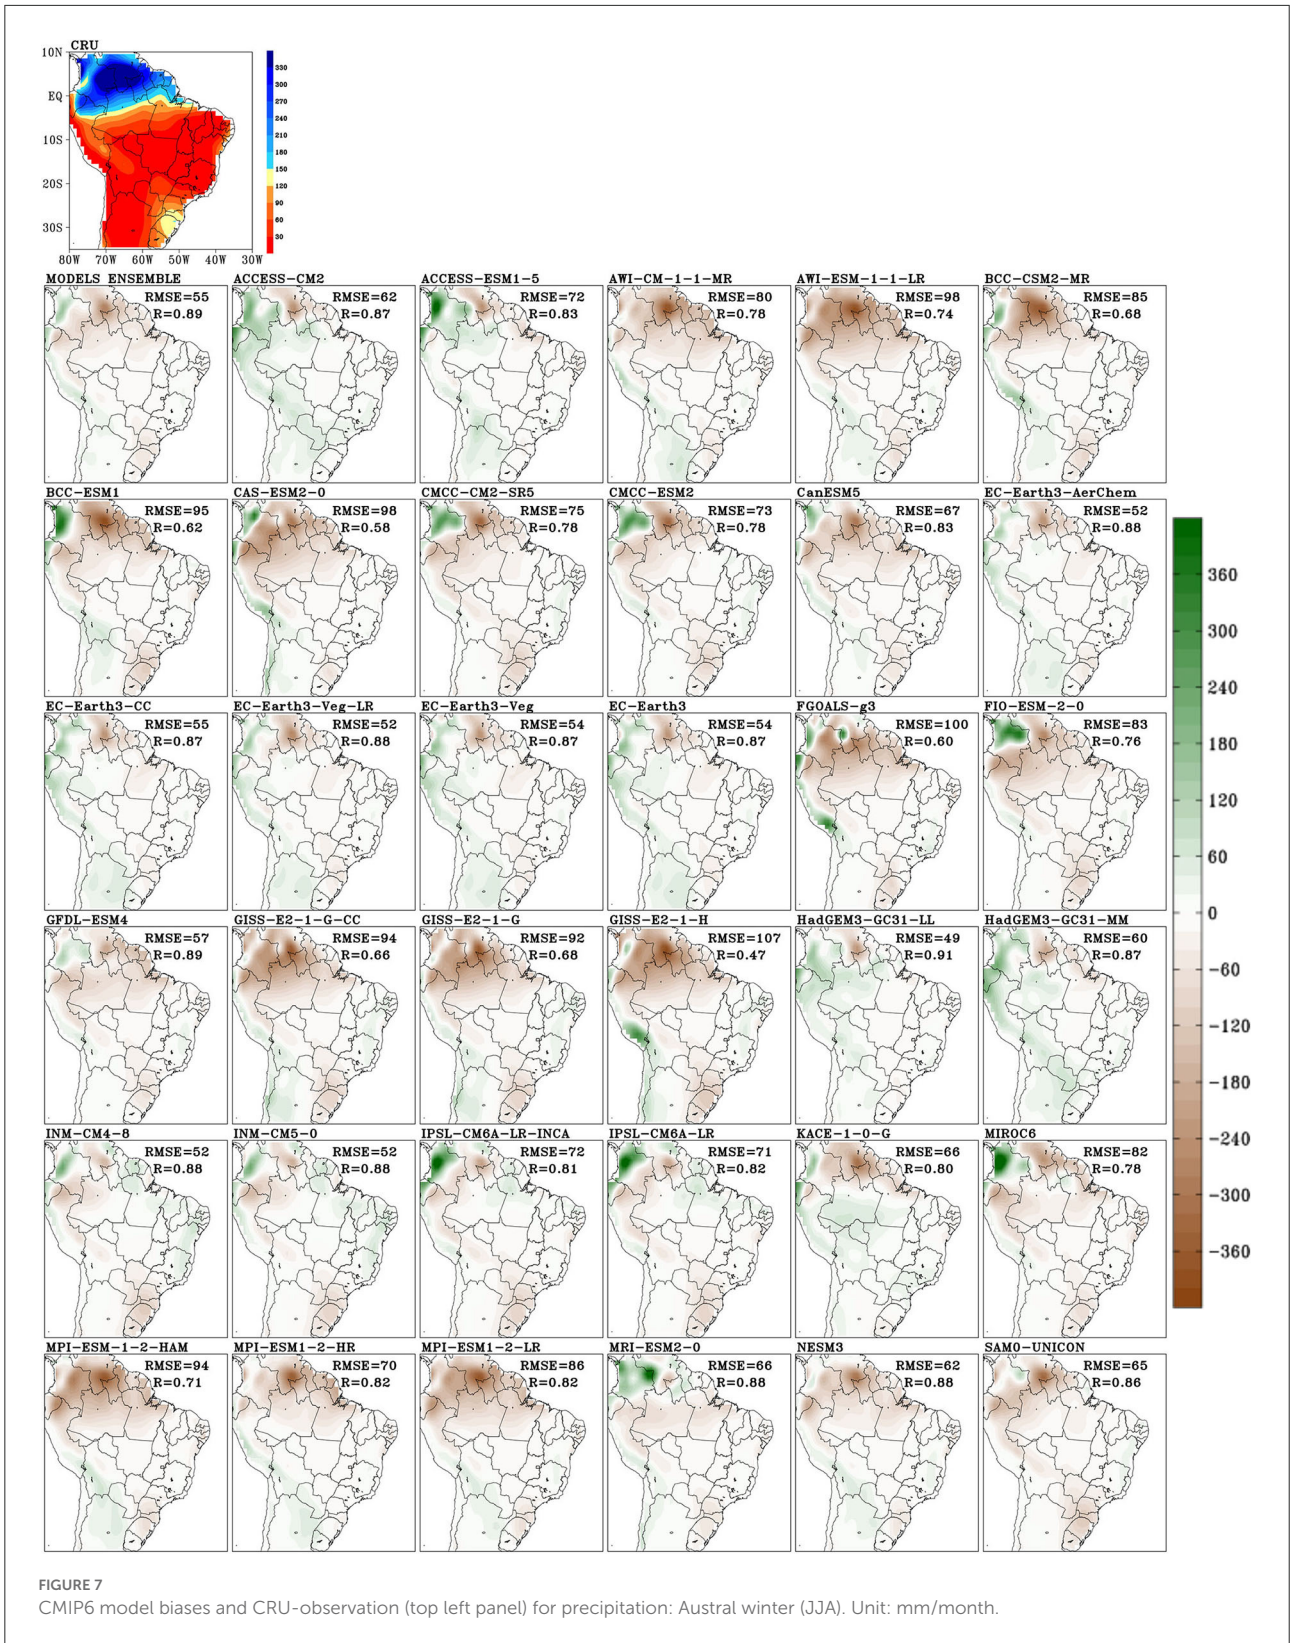 CRU
10N
EQ
10S
20S
30S
80W 70W 60W 50W 40W 30W
330
300
270
240
210
180
150
120
90
60
30
MODELS ENSEMBLE
RMSE=55
R=0.89
ACCESS-CM2
RMSE=62
R=0.87
ACCESS-ESM1-5
RMSE=72
R=0.83
AWI-CM-1-1-MR
RMSE=80
R=0.78
AWI-ESM-1-1-LR
RMSE=98
R=0.74
BCC-CSM2-MR
RMSE=85
R=0.68
BCC-ESM1
RMSE=95
R=0.62
CAS-ESM2-0
RMSE=98
R=0.58
CMCC-CM2-SR5
RMSE=75
R=0.78
CMCC-ESM2
RMSE=73
R=0.78
CanESM5
RMSE=67
R=0.83
EC-Earth3-AerChem
RMSE=52
R=0.88
EC-Earth3-CC
RMSE=55
R=0.87
EC-Earth3-Veg-LR
RMSE=52
R=0.88
EC-Earth3-Veg
RMSE=54
R=0.87
EC-Earth3
RMSE=54
R=0.87
FGOALS-g3
RMSE=100
R=0.60
FIO-ESM-2-0
RMSE=83
R=0.76
GFDL-ESM4
RMSE=57
R=0.89
GISS-E2-1-G-CC
RMSE=94
R=0.66
GISS-E2-1-G
RMSE=92
R=0.68
GISS-E2-1-H
RMSE=107
R=0.47
HadGEM3-GC31-LL
RMSE=49
R=0.91
HadGEM3-GC31-MM
RMSE=60
R=0.87
INM-CM4-8
RMSE=52
R=0.88
INM-CM5-0
RMSE=52
R=0.88
IPSL-CM6A-LR-INCA
RMSE=72
R=0.81
IPSL-CM6A-LR
RMSE=71
R=0.82
KACE-1-0-G
RMSE=66
R=0.80
MIROC6
RMSE=82
R=0.78
MPI-ESM-1-2-HAM
RMSE=94
R=0.71
MPI-ESM1-2-HR
RMSE=70
R=0.82
MPI-ESM1-2-LR
RMSE=86
R=0.82
MRI-ESM2-0
RMSE=66
R=0.88
NESM3
RMSE=62
R=0.88
SAM0-UNICON
RMSE=65
R=0.86
360
300
240
180
120
60
0
-60
-120
-180
-240
-300
-360
FIGURE 7
CMIP6 model biases and CRU-observation (top left panel) for precipitation: Austral winter (JJA). Unit: mm/month.